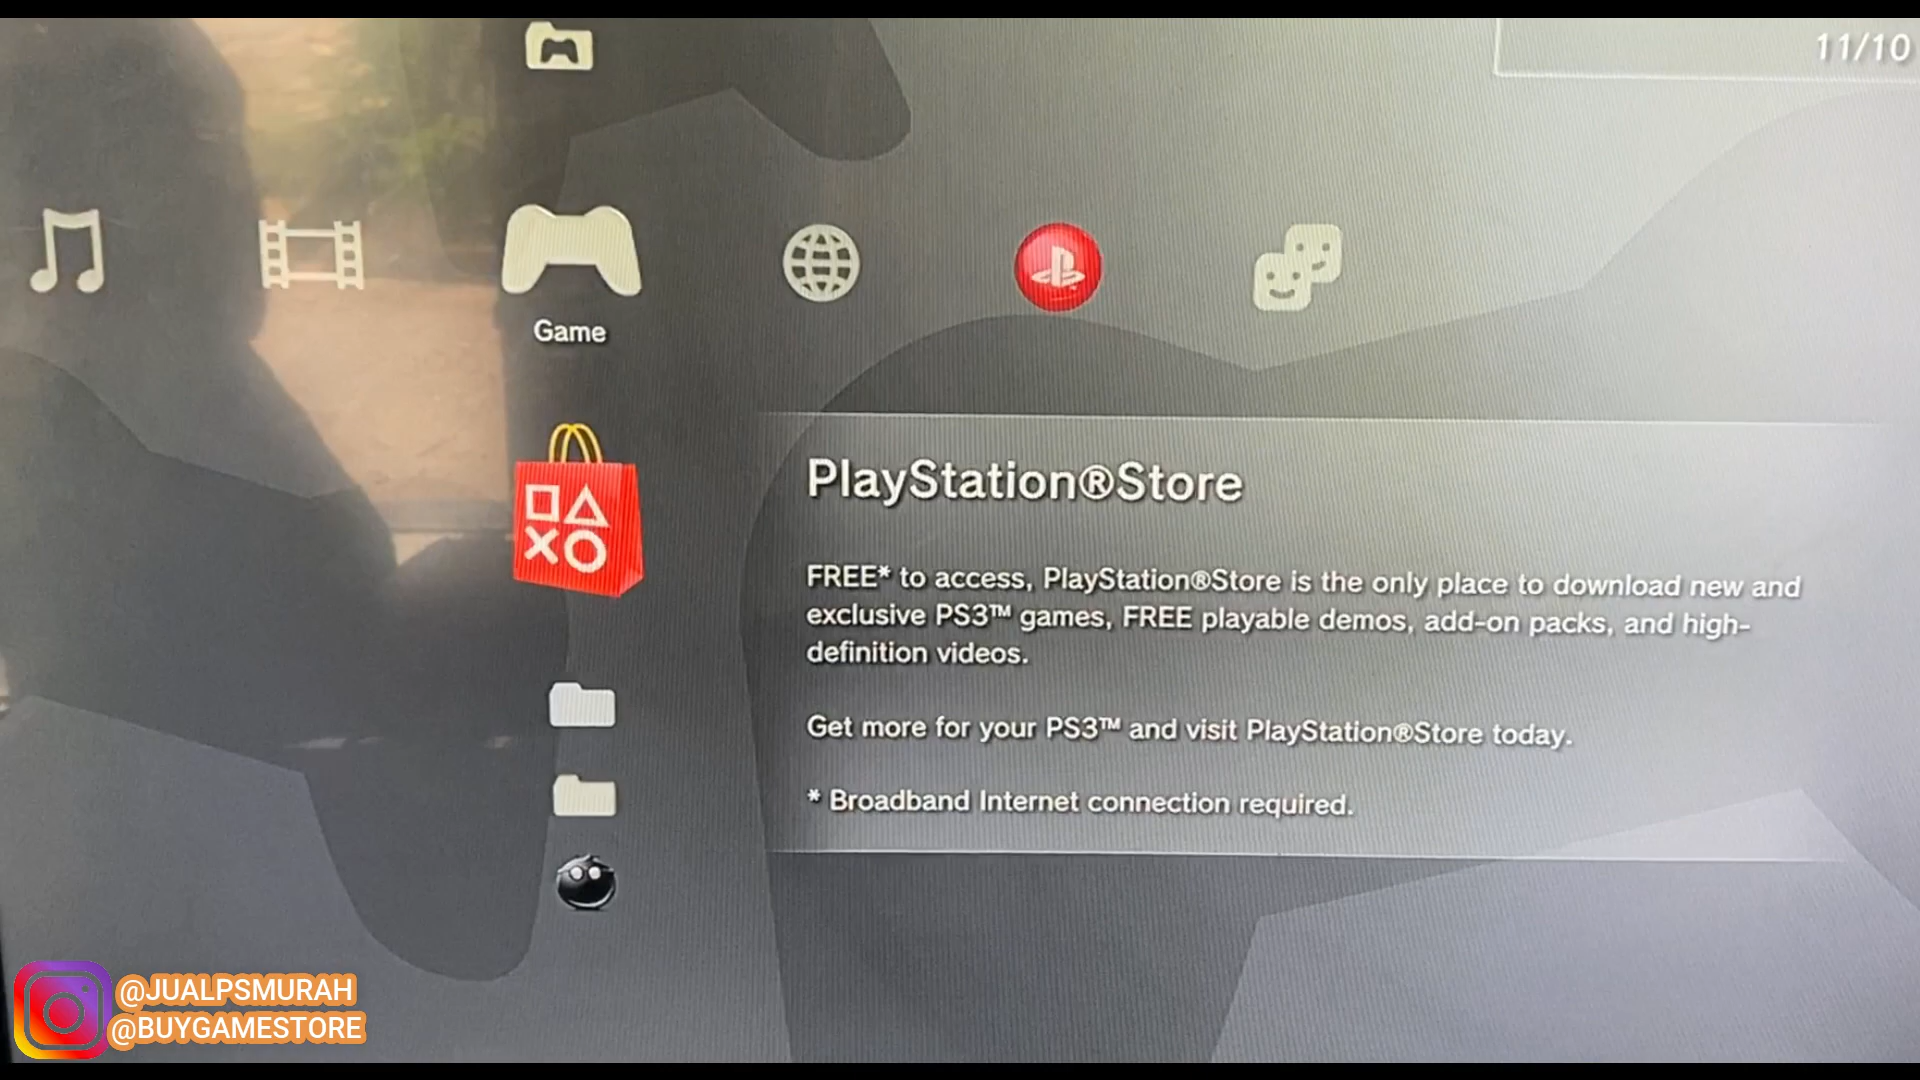 11/10
Game
PlayStation®Store
FREE* to access, PlayStation®Store is the only place to download new and
exclusive PS3™ games, FREE playable demos, add-on packs, and high-
definition videos.
Get more for your PS3™ and visit PlayStation®Store today.
* Broadband Internet connection required.
@JUALPSMURAH
@BUYGAMESTORE